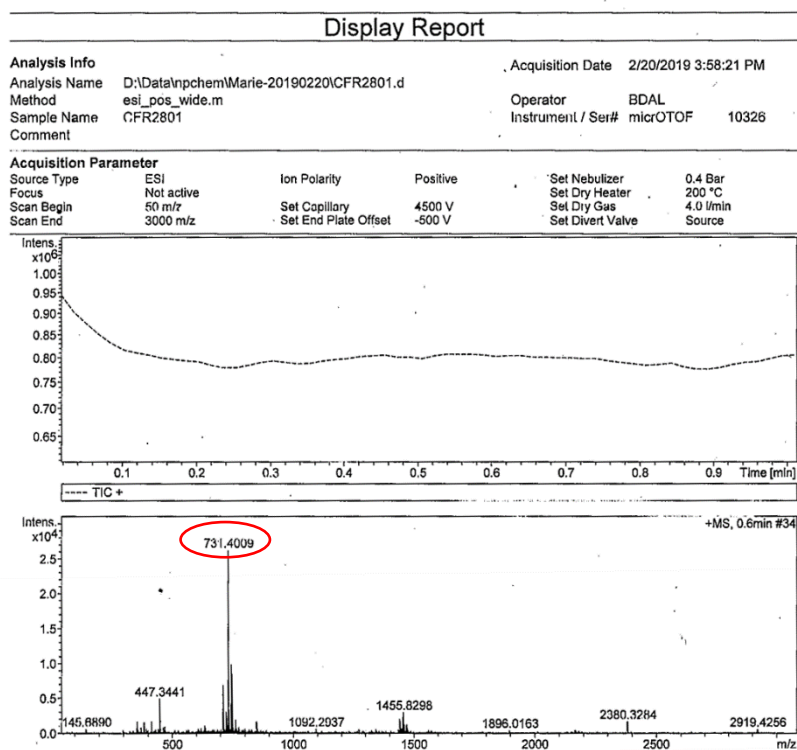 Display Report
Analysis Info
Acquisition Date 2/20/2019 3:58:21 PM
Analysis Name D:\Data\npchem\Marie-20190220\CFR2801.d
Method esi_pos_wide.m
Operator BDAL
Sample Name CFR2801
Instrument / Ser# micrOTOF 10326
Comment
Acquisition Parameter
Source Type ESI Ion Polarity Positive Set Nebulizer 0.4 Bar
Focus Not active Set Dry Heater 200 °C
Scan Begin 50 m/z Set Capillary 4500 V Set Dry Gas 4.0 l/min
Scan End 3000 m/z Set End Plate Offset -500 V Set Divert Valve Source
Intens.
x10⁶
1.00
0.95
0.90
0.85
0.80
0.75
0.70
0.65
0.1 0.2 0.3 0.4 0.5 0.6 0.7 0.8 0.9 Time [min]
TIC +
Intens.
x10⁴
+MS, 0.6min #34
731.4009
2.5
2.0
1.5
1.0
0.5
0.0
447.3441
1455.8298
145.6890
1092.2937
1896.0163
2380.3284
2919.4256
500 1000 1500 2000 2500 m/z